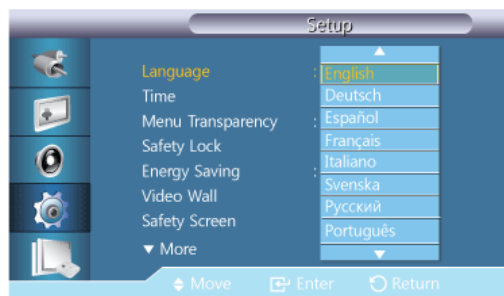 Setup
Language : English
Time Deutsch
Menu Transparency : Español
Safety Lock Français
Energy Saving : Italiano
Video Wall Svenska
Safety Screen Русский
▼ More Português
Move Enter Return